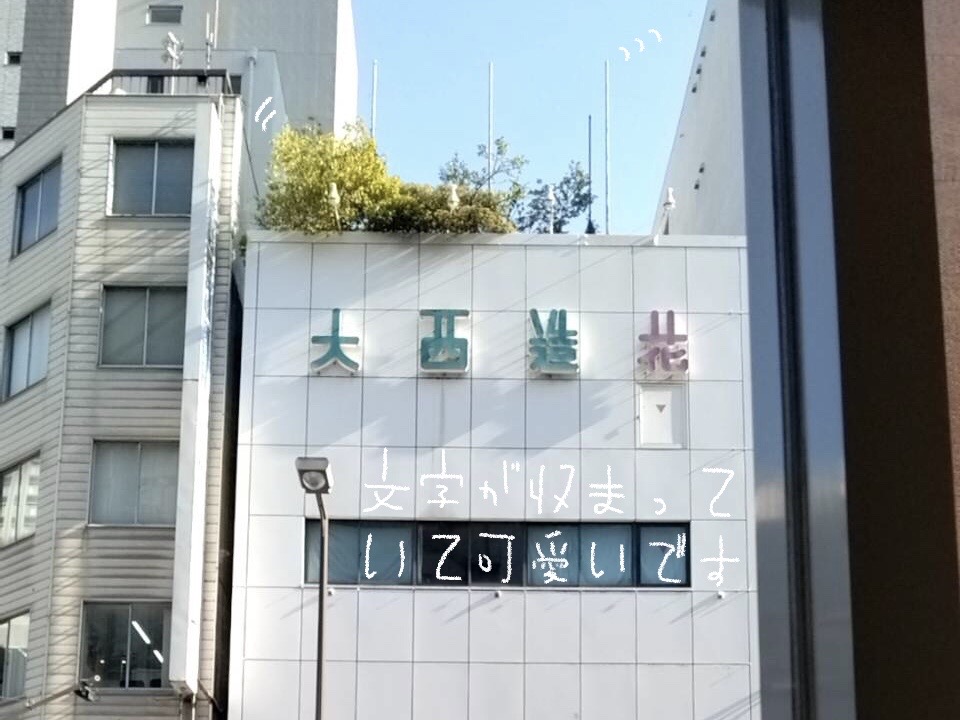 大西造花
文字が収まって
いて可愛いです